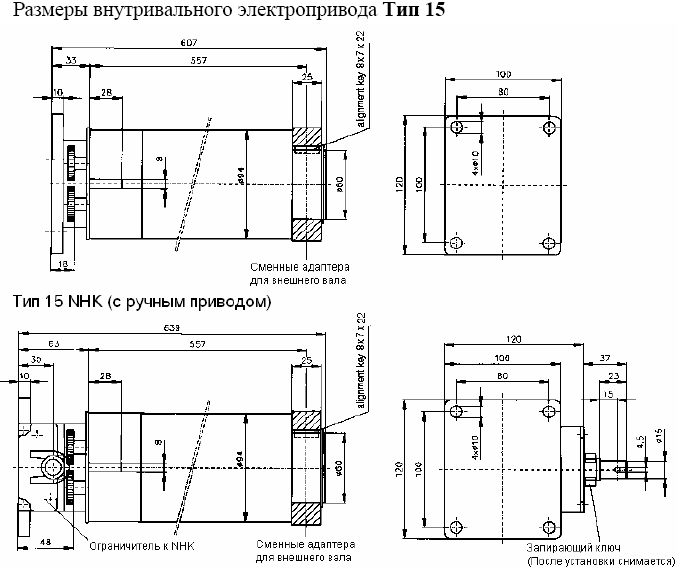 Размеры внутривального электропривода Тип 15
607
33
557
10
28
25
alignment key 8x7 x 22
8
ø94
ø60
18
Сменные адаптера
для внешнего вала
100
80
4xø10
120
100
Тип 15 NHK (с ручным приводом)
639
63
557
30
10
28
25
alignment key 8x7 x 22
8
ø94
ø60
48
Ограничитель к NHK
Сменные адаптера
для внешнего вала
120
100
37
80
23
15
4xø10
120
100
4,5
ø15
Запирающий ключ
(После установки снимается)